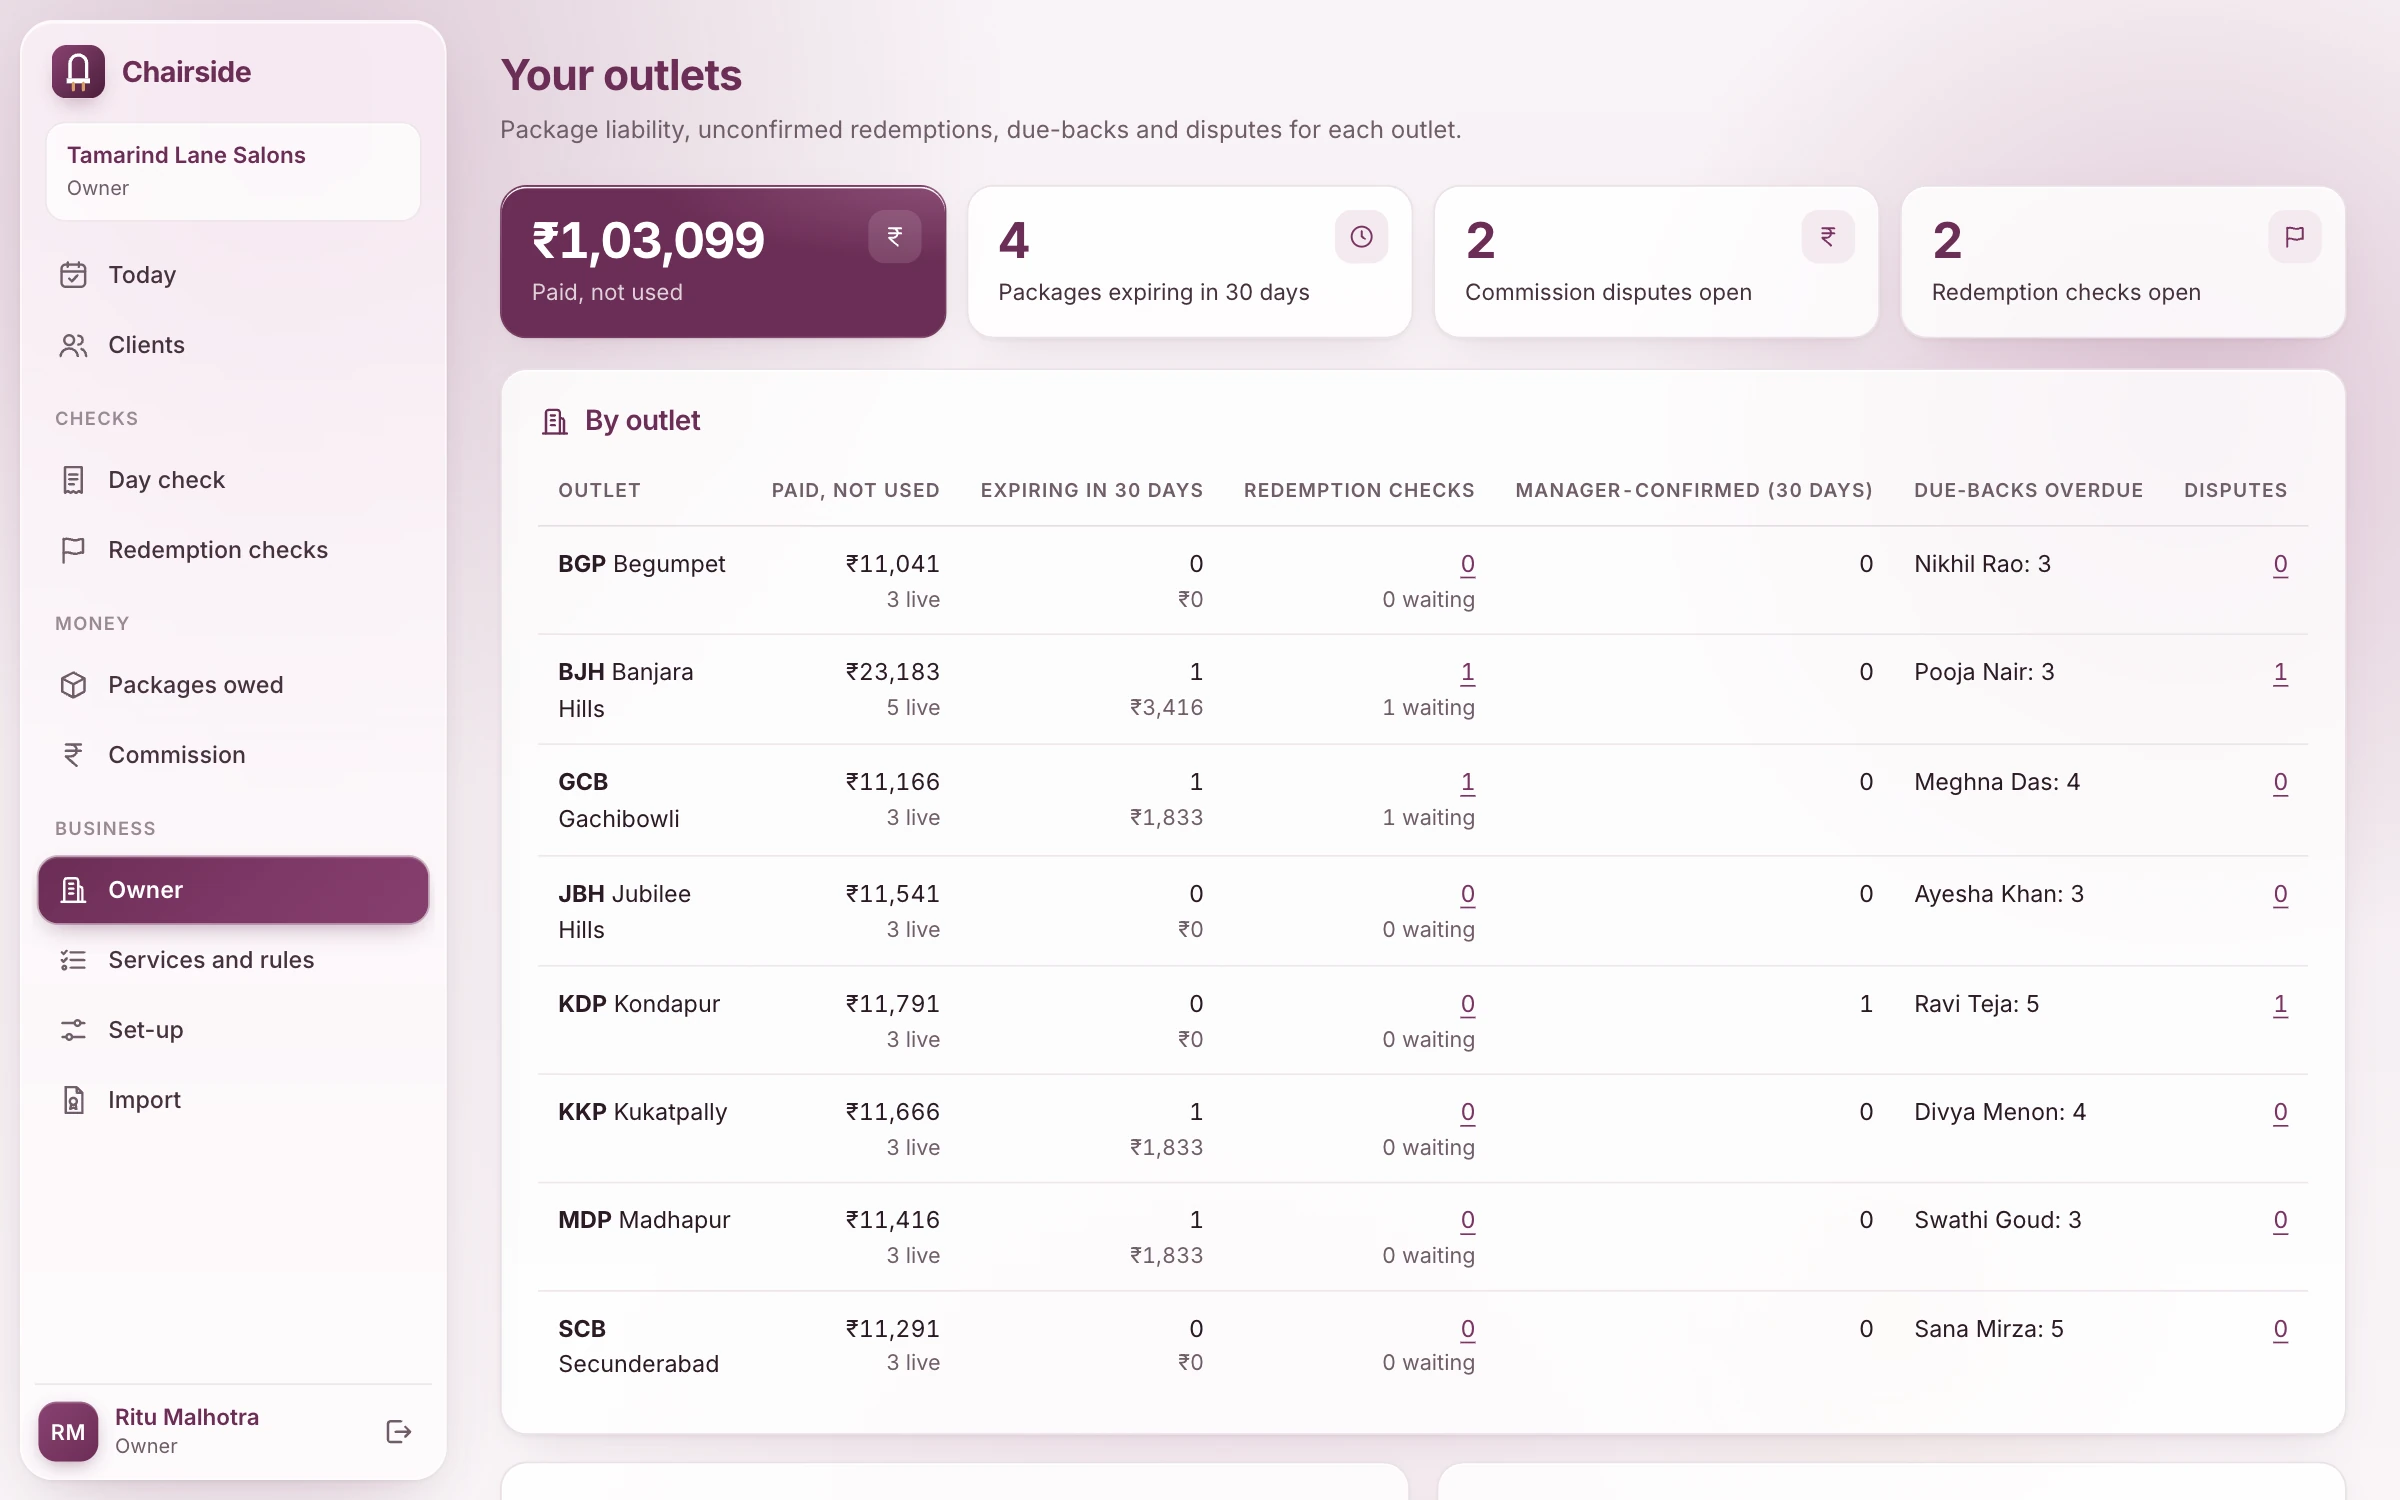 Chairside
Tamarind Lane Salons
Owner
Today
Clients
CHECKS
Day check
Redemption checks
MONEY
Packages owed
Commission
BUSINESS
Owner
Services and rules
Set-up
Import
RM
Ritu Malhotra
Owner
Your outlets
Package liability, unconfirmed redemptions, due-backs and disputes for each outlet.
₹1,03,099
₹
Paid, not used
4
Packages expiring in 30 days
2
₹
Commission disputes open
2
Redemption checks open
By outlet
OUTLET PAID, NOT USED EXPIRING IN 30 DAYS REDEMPTION CHECKS MANAGER-CONFIRMED (30 DAYS) DUE-BACKS OVERDUE DISPUTES
BGP Begumpet ₹11,041 0 0 0 Nikhil Rao: 3 0
3 live ₹0 0 waiting
BJH Banjara ₹23,183 1 1 0 Pooja Nair: 3 1
Hills 5 live ₹3,416 1 waiting
GCB ₹11,166 1 1 0 Meghna Das: 4 0
Gachibowli 3 live ₹1,833 1 waiting
JBH Jubilee ₹11,541 0 0 0 Ayesha Khan: 3 0
Hills 3 live ₹0 0 waiting
KDP Kondapur ₹11,791 0 0 1 Ravi Teja: 5 1
3 live ₹0 0 waiting
KKP Kukatpally ₹11,666 1 0 0 Divya Menon: 4 0
3 live ₹1,833 0 waiting
MDP Madhapur ₹11,416 1 0 0 Swathi Goud: 3 0
3 live ₹1,833 0 waiting
SCB ₹11,291 0 0 0 Sana Mirza: 5 0
Secunderabad 3 live ₹0 0 waiting